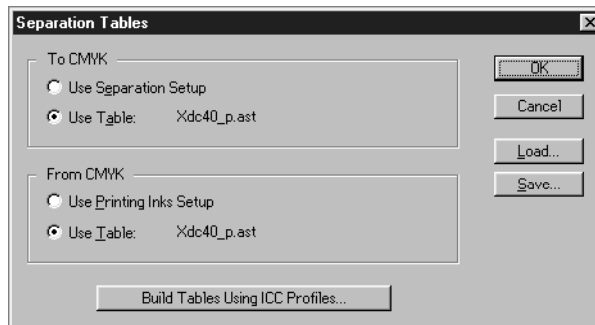 Separation Tables
To CMYK
Use Separation Setup
Use Table: Xdc40_p.ast
From CMYK
Use Printing Inks Setup
Use Table: Xdc40_p.ast
Build Tables Using ICC Profiles...
OK
Cancel
Load...
Save...